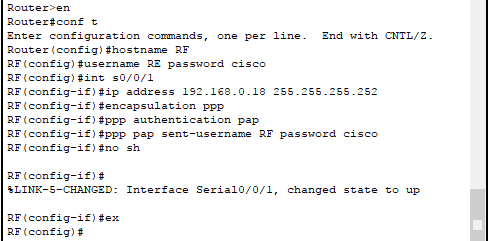 Router>en
Router#conf t
Enter configuration commands, one per line.  End with CNTL/Z.
Router(config)#hostname RF
RF(config)#username RE password cisco
RF(config)#int s0/0/1
RF(config-if)#ip address 192.168.0.18 255.255.255.252
RF(config-if)#encapsulation ppp
RF(config-if)#ppp authentication pap
RF(config-if)#ppp pap sent-username RF password cisco
RF(config-if)#no sh
RF(config-if)#
%LINK-5-CHANGED: Interface Serial0/0/1, changed state to up
RF(config-if)#ex
RF(config)#